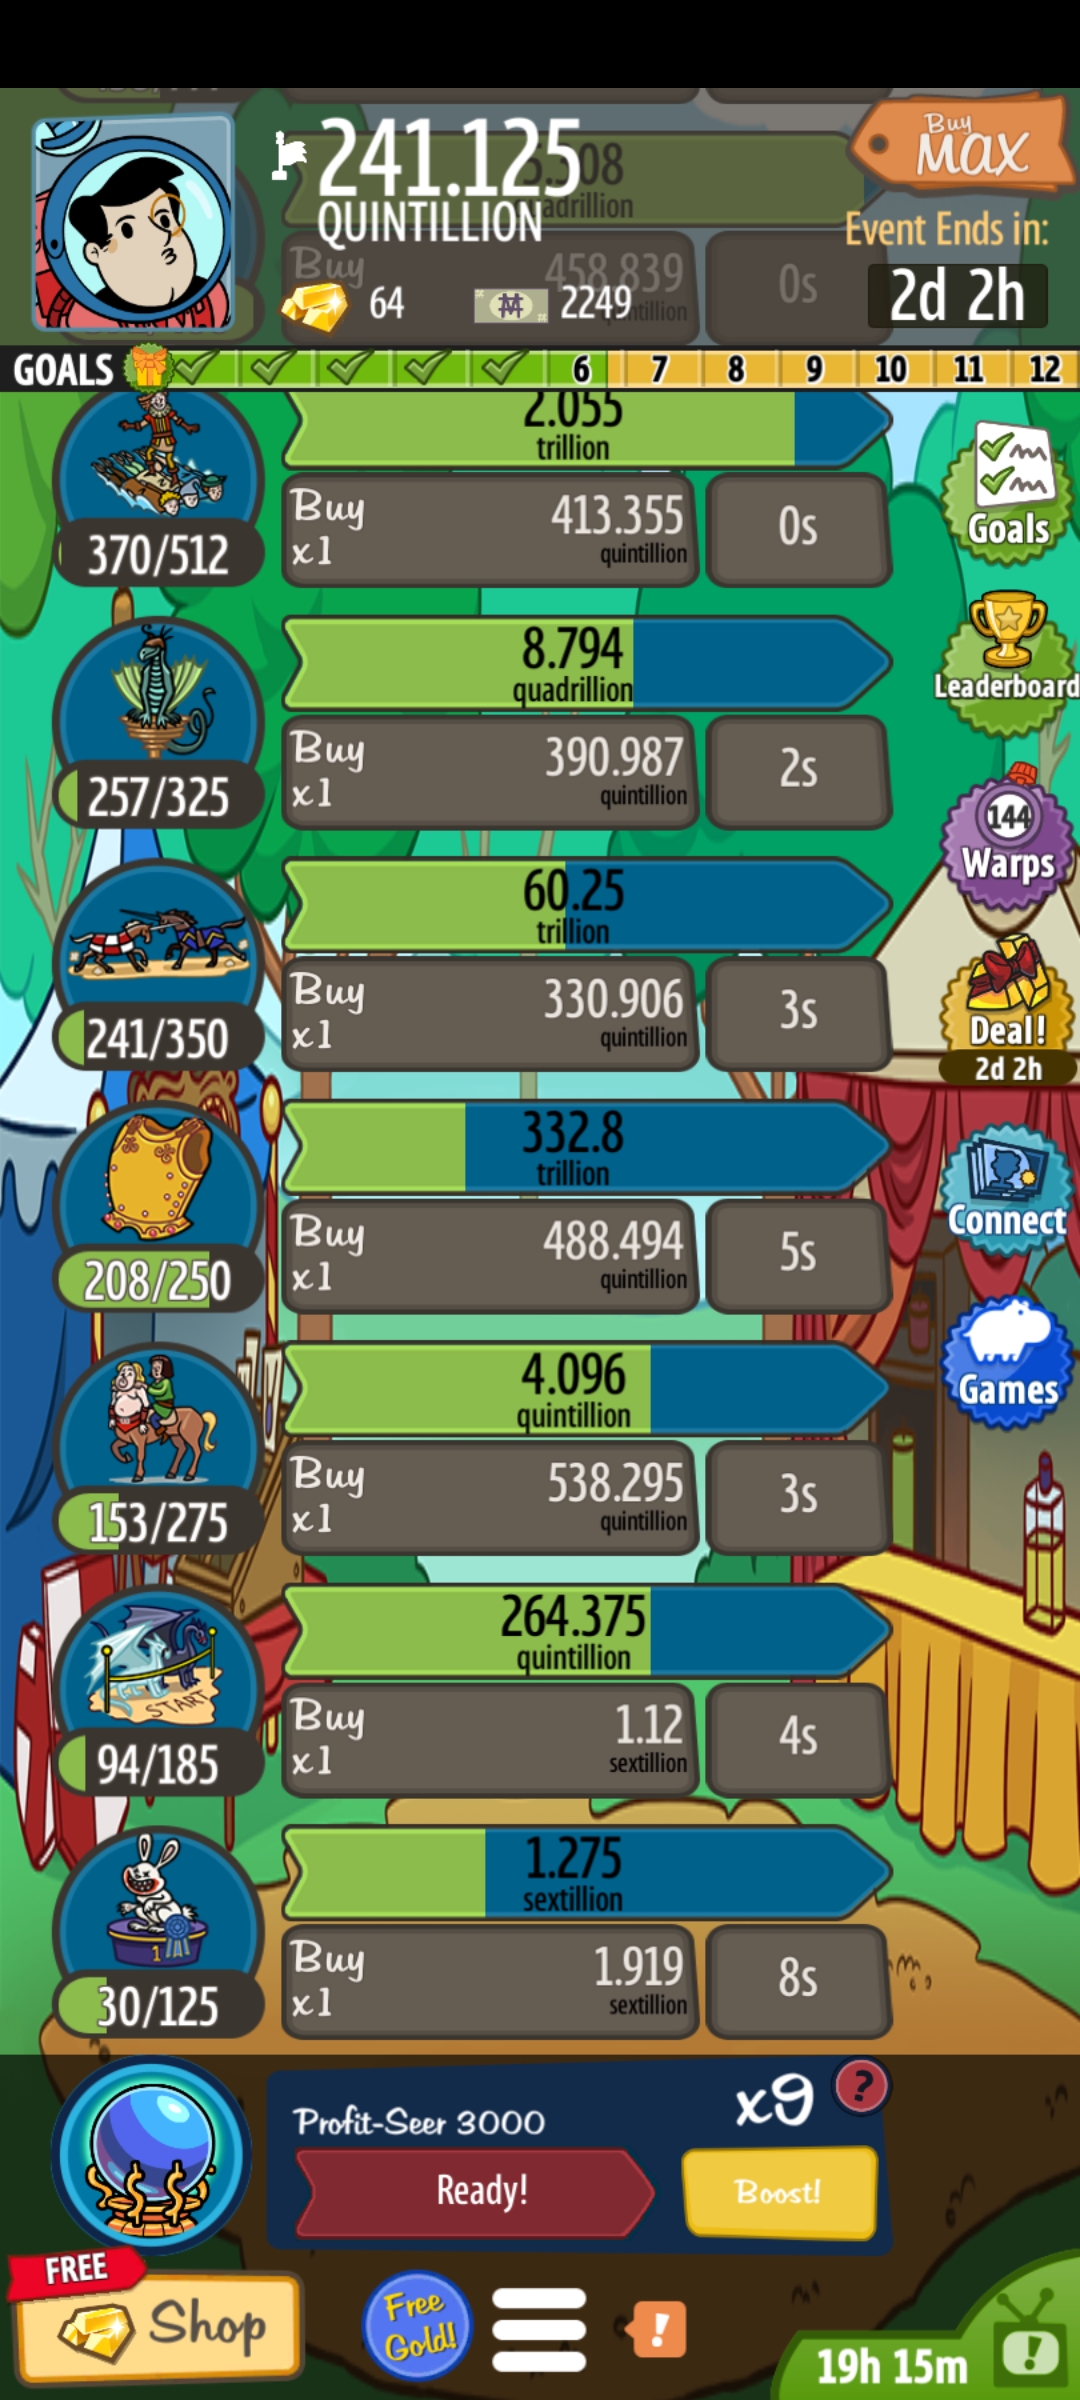 241.125
QUINTILLION
Buy
MAX
5.508
quadrillion
Event Ends in:
2d 2h
Buy
458.839
quintillion
0s
64
2249
GOALS
6
7
8
9
10
11
12
2.055
trillion
370/512
Buy
x1
413.355
quintillion
0s
Goals
8.794
quadrillion
257/325
Buy
x1
390.987
quintillion
2s
Leaderboard
144
Warps
60.25
trillion
241/350
Buy
x1
330.906
quintillion
3s
Deal!
2d 2h
332.8
trillion
208/250
Buy
x1
488.494
quintillion
5s
Connect
4.096
quintillion
153/275
Buy
x1
538.295
quintillion
3s
Games
264.375
quintillion
START
94/185
Buy
x1
1.12
sextillion
4s
1.275
sextillion
1
30/125
Buy
x1
1.919
sextillion
8s
Profit-Seer 3000
x9
?
Ready!
Boost!
FREE
Shop
Free
Gold!
!
19h 15m
!